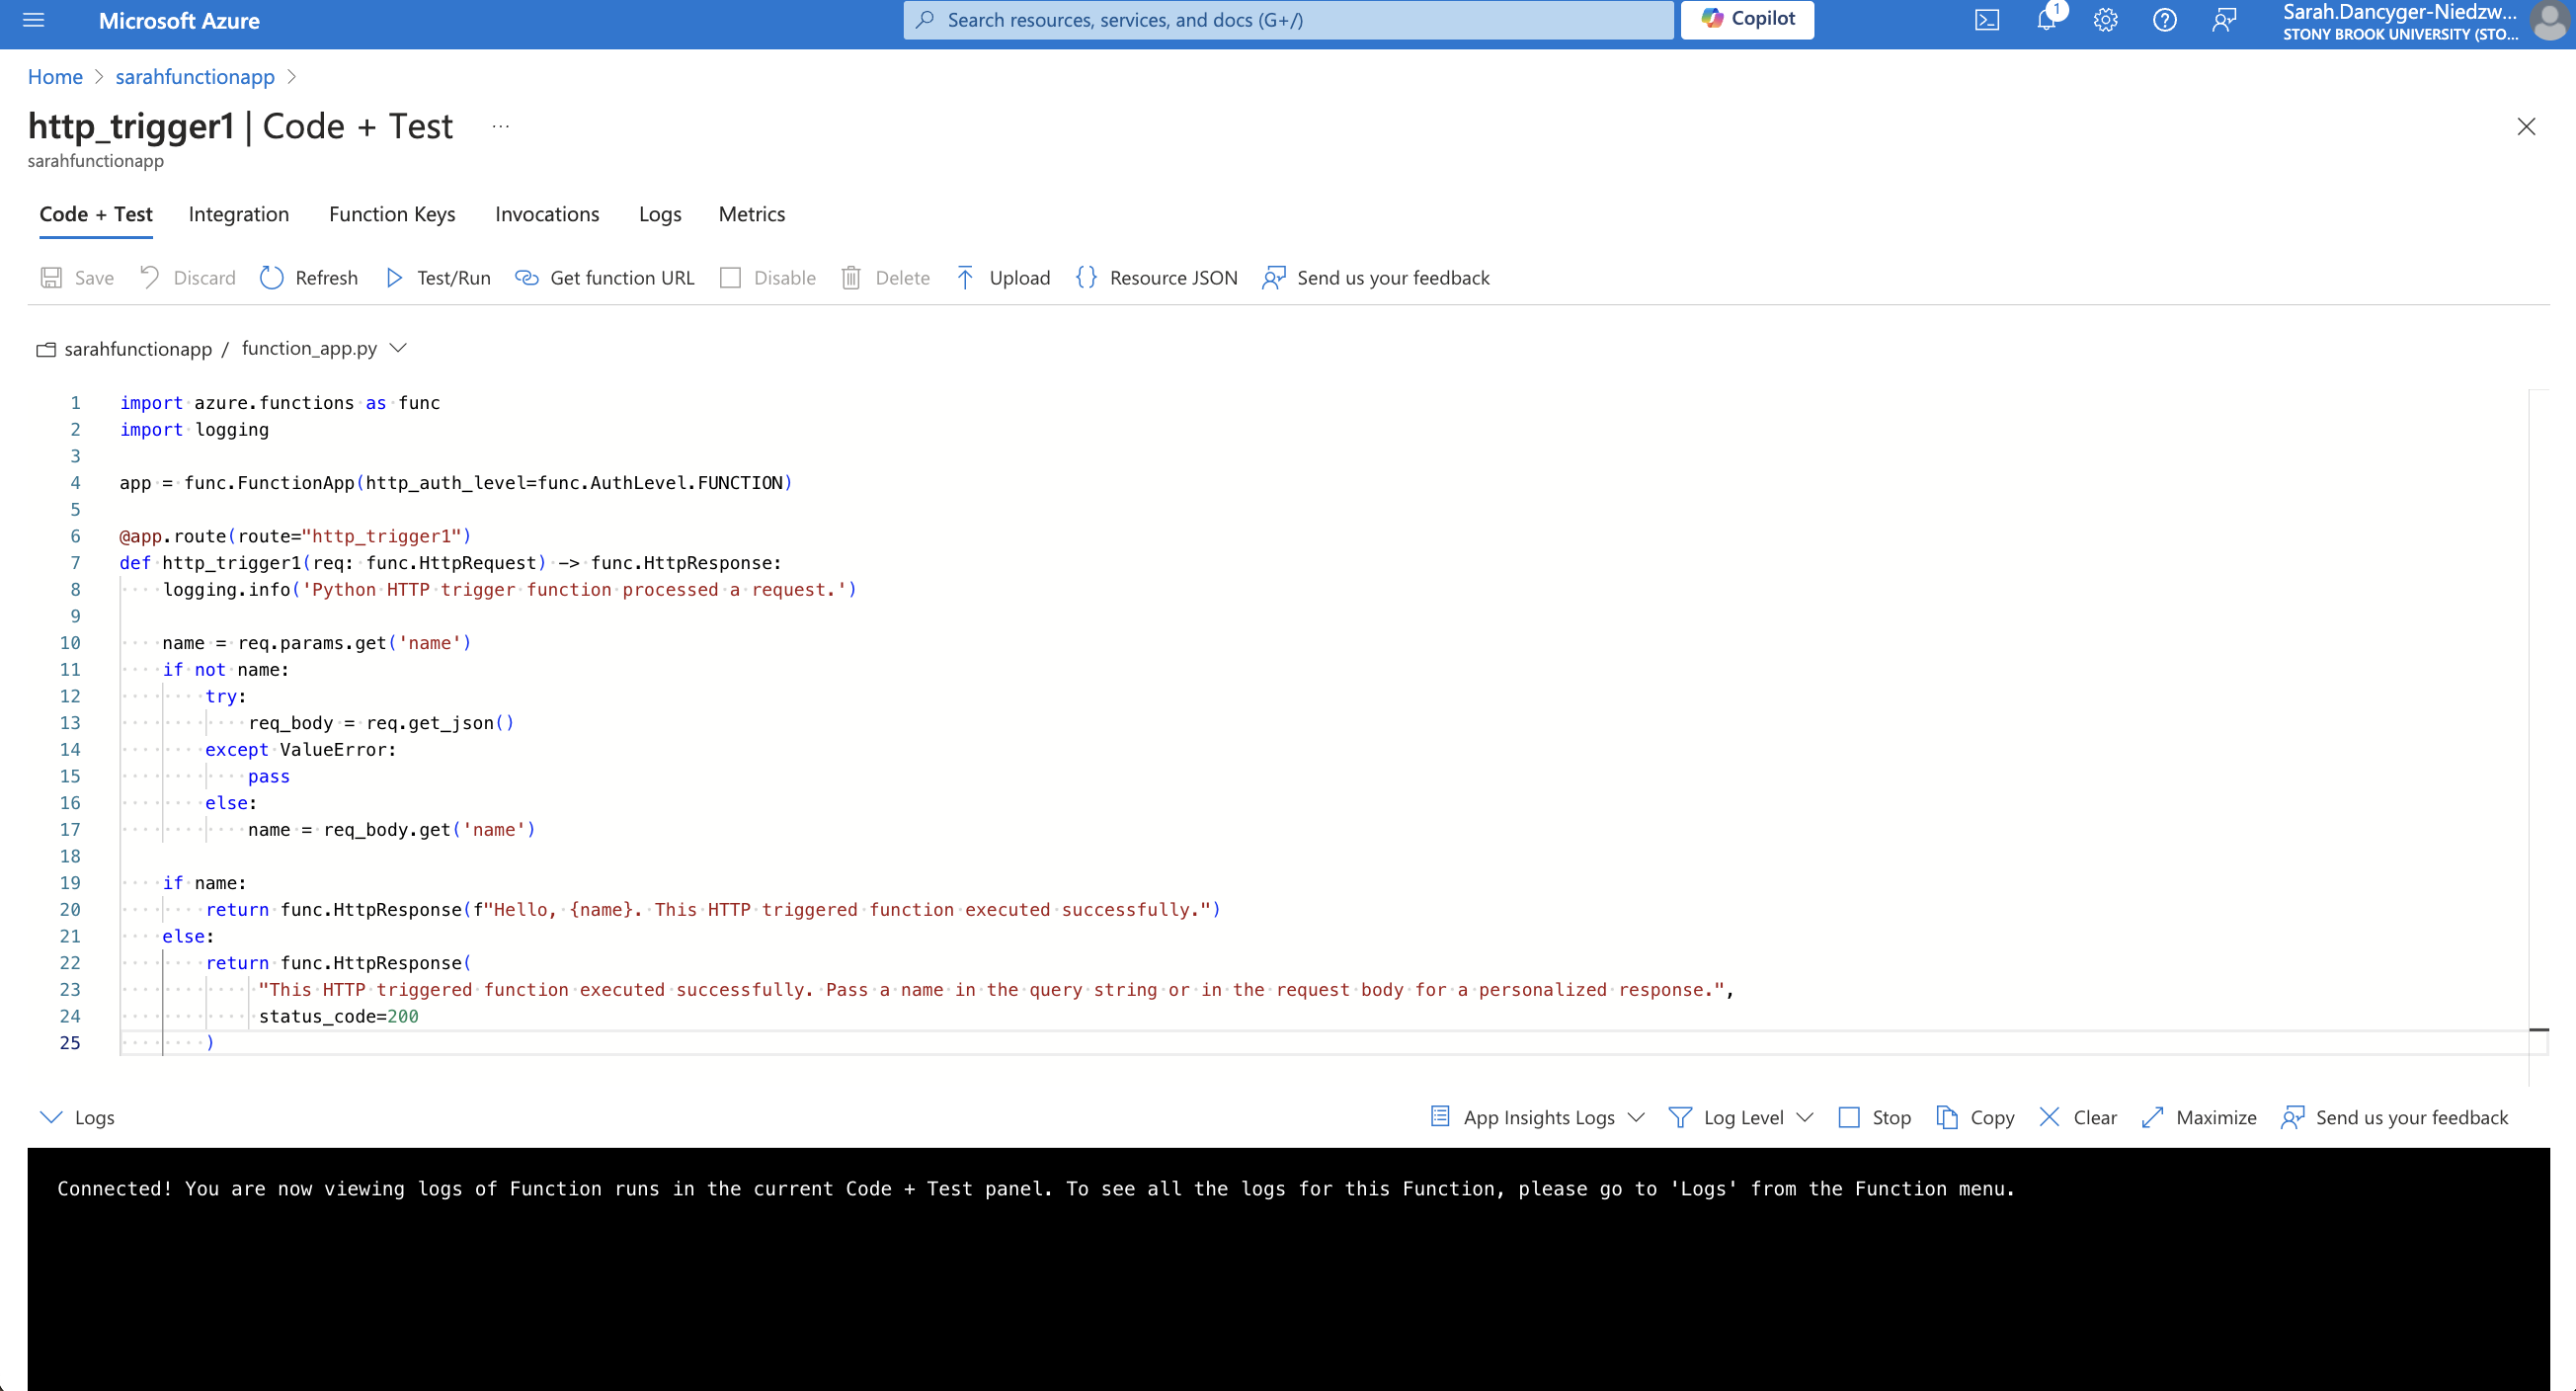 Microsoft Azure
Search resources, services, and docs (G+/)
Copilot
1
Sarah.Dancyger-Niedzw...
STONY BROOK UNIVERSITY (STO...
Home > sarahfunctionapp >
http_trigger1 | Code + Test ...
sarahfunctionapp
Code + Test Integration Function Keys Invocations Logs Metrics
Save Discard Refresh Test/Run Get function URL Disable Delete Upload {} Resource JSON Send us your feedback
sarahfunctionapp / function_app.py
1 import azure.functions as func
2 import logging
3
4 app = func.FunctionApp(http_auth_level=func.AuthLevel.FUNCTION)
5
6 @app.route(route="http_trigger1")
7 def http_trigger1(req: func.HttpRequest) -> func.HttpResponse:
8     logging.info('Python HTTP trigger function processed a request.')
9
10     name = req.params.get('name')
11     if not name:
12         try:
13             req_body = req.get_json()
14         except ValueError:
15             pass
16         else:
17             name = req_body.get('name')
18
19     if name:
20         return func.HttpResponse(f"Hello, {name}. This HTTP triggered function executed successfully.")
21     else:
22         return func.HttpResponse(
23              "This HTTP triggered function executed successfully. Pass a name in the query string or in the request body for a personalized response.",
24              status_code=200
25         )
Logs
App Insights Logs Log Level Stop Copy Clear Maximize Send us your feedback
Connected! You are now viewing logs of Function runs in the current Code + Test panel. To see all the logs for this Function, please go to 'Logs' from the Function menu.